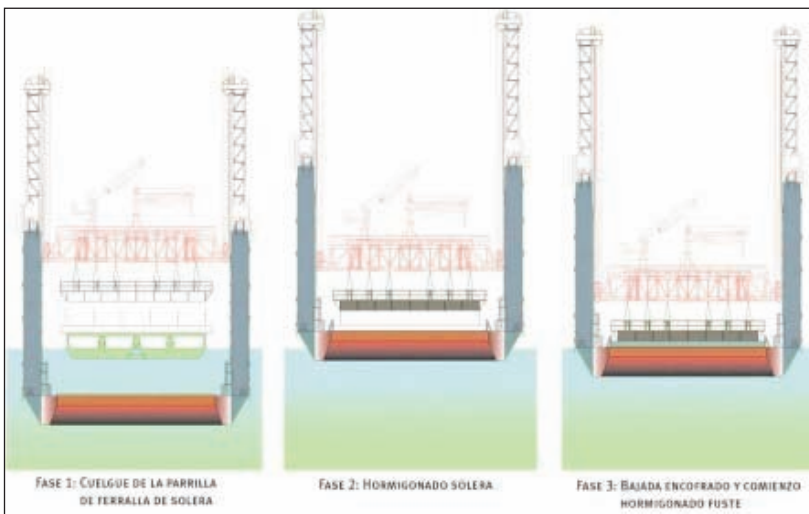 FASE 1: CUELGUE DE LA PARRILLA
DE FERRALLA DE SOLERA
FASE 2: HORMIGONADO SOLERA
FASE 3: BAJADA ENCOFRADO Y COMIENZO
HORMIGONADO FUSTE